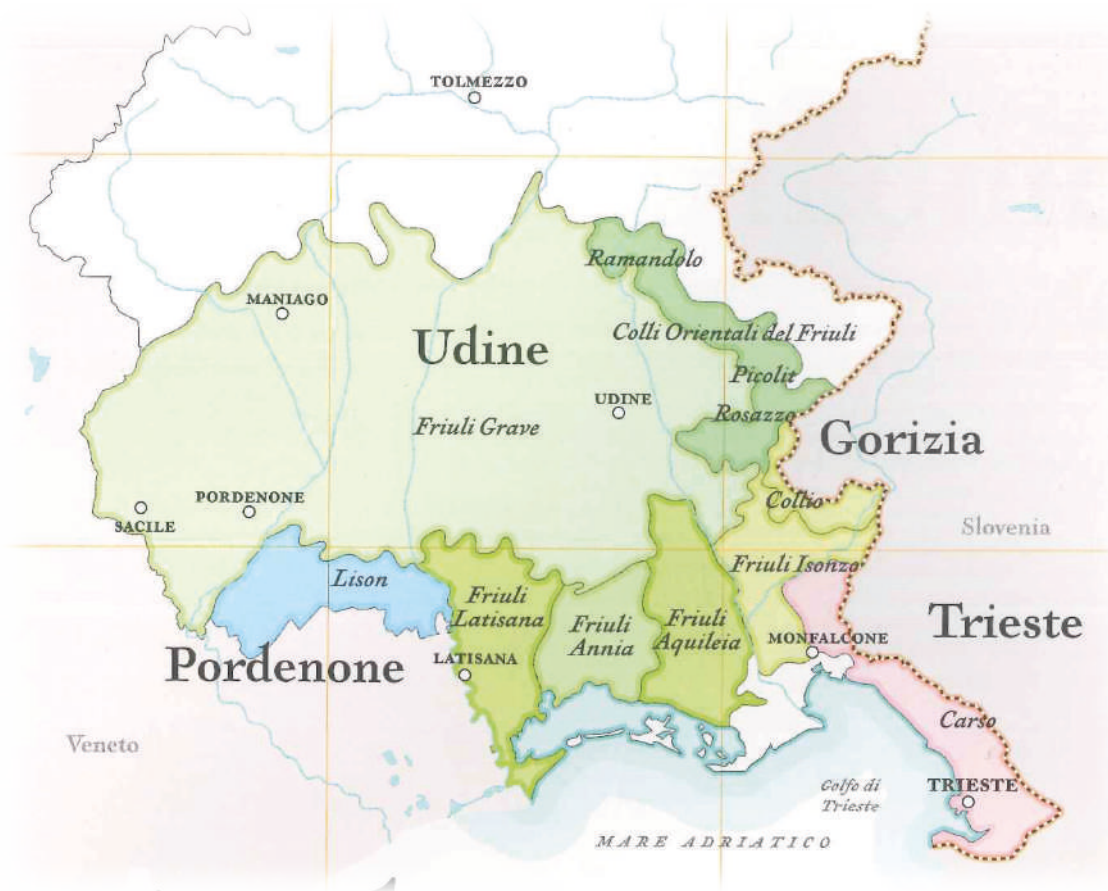 TOLMEZZO
Ramandolo
MANIAGO
Udine
Colli Orientali del Friuli
Picolit
UDINE
Rosazzo
Friuli Grave
Gorizia
PORDENONE
Collio
SACILE
Slovenia
Lison
Friuli Isonzo
Friuli
Latisana
Friuli
Annia
Friuli
Aquileia
Trieste
MONFALCONE
Pordenone
LATISANA
Carso
Veneto
Golfo di
Trieste
TRIESTE
MARE ADRIATICO